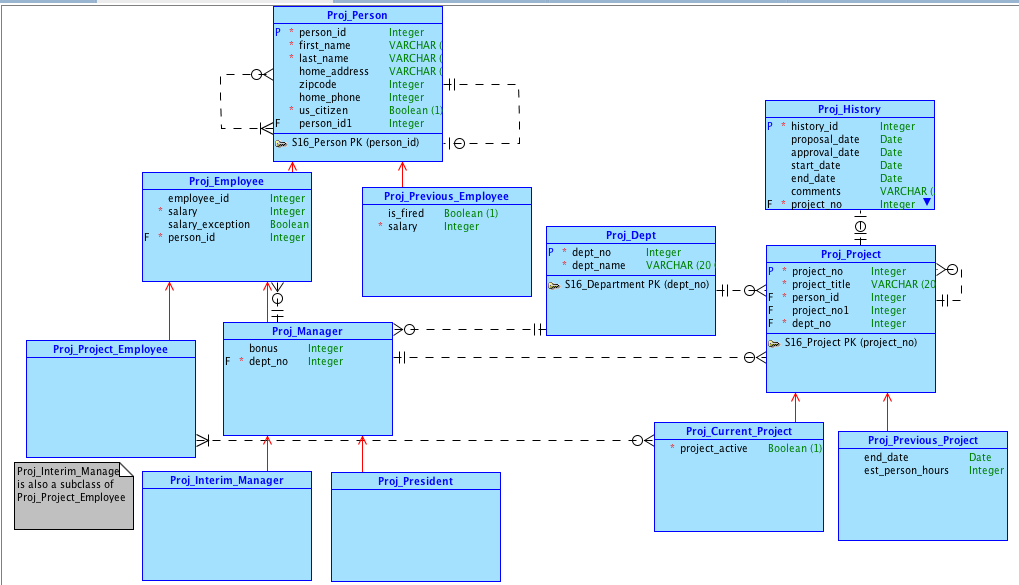 Proj_Person
P * person_id Integer
* first_name VARCHAR (
* last_name VARCHAR (
home_address VARCHAR (
zipcode Integer
home_phone Integer
* us_citizen Boolean (1)
F person_id1 Integer
S16_Person PK (person_id)
Proj_History
P * history_id Integer
proposal_date Date
approval_date Date
start_date Date
end_date Date
comments VARCHAR (
F * project_no Integer
Proj_Employee
employee_id Integer
* salary Integer
salary_exception Boolean
F * person_id Integer
Proj_Previous_Employee
is_fired Boolean (1)
* salary Integer
Proj_Dept
P * dept_no Integer
* dept_name VARCHAR (20
S16_Department PK (dept_no)
Proj_Project
P * project_no Integer
* project_title VARCHAR (20
F * person_id Integer
F project_no1 Integer
F * dept_no Integer
S16_Project PK (project_no)
Proj_Manager
bonus Integer
F * dept_no Integer
Proj_Project_Employee
Proj_Current_Project
* project_active Boolean (1)
Proj_Previous_Project
end_date Date
est_person_hours Integer
Proj_Interim_Manage
is also a subclass of
Proj_Project_Employee
Proj_Interim_Manager
Proj_President